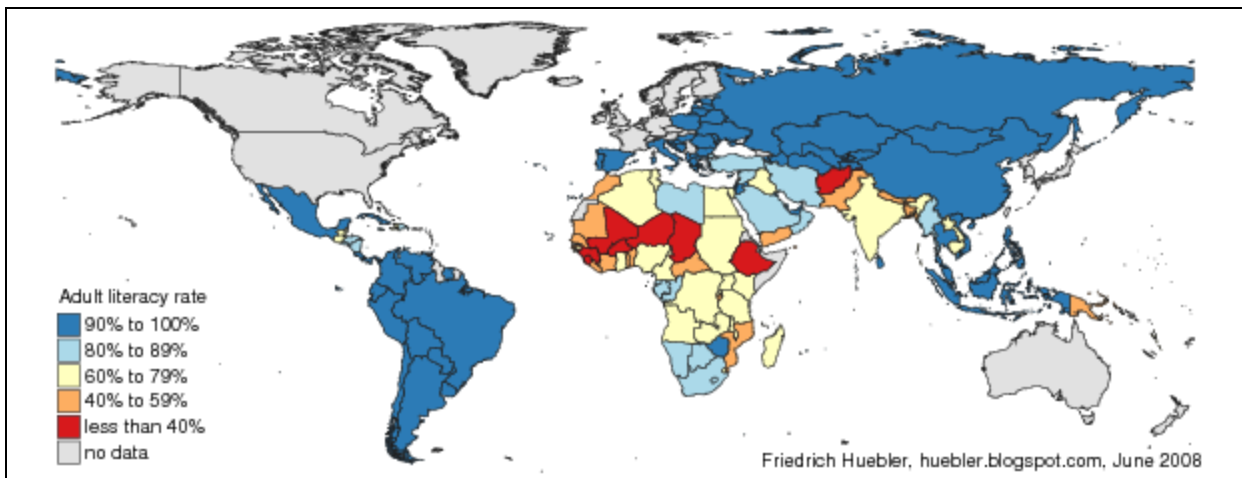 Adult literacy rate
90% to 100%
80% to 89%
60% to 79%
40% to 59%
less than 40%
no data
Friedrich Huebler, huebler.blogspot.com, June 2008